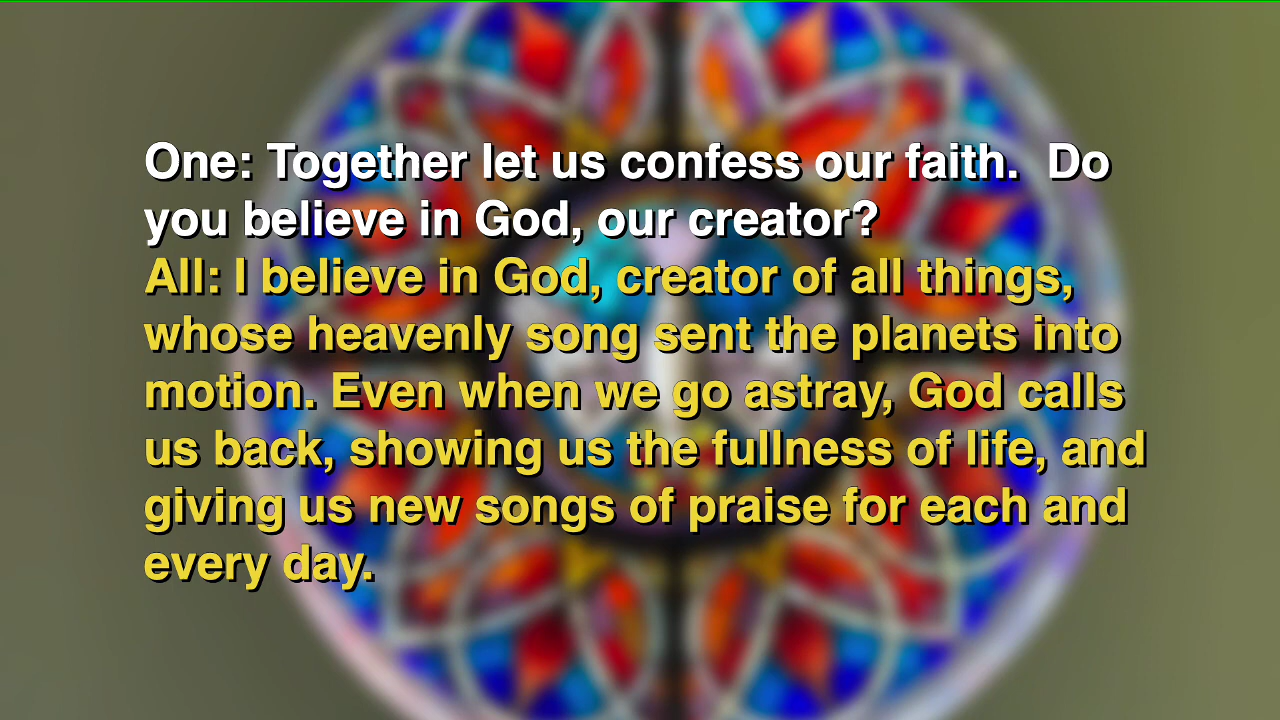 One: Together let us confess our faith.  Do
you believe in God, our creator?
All: I believe in God, creator of all things,
whose heavenly song sent the planets into
motion. Even when we go astray, God calls
us back, showing us the fullness of life, and
giving us new songs of praise for each and
every day.